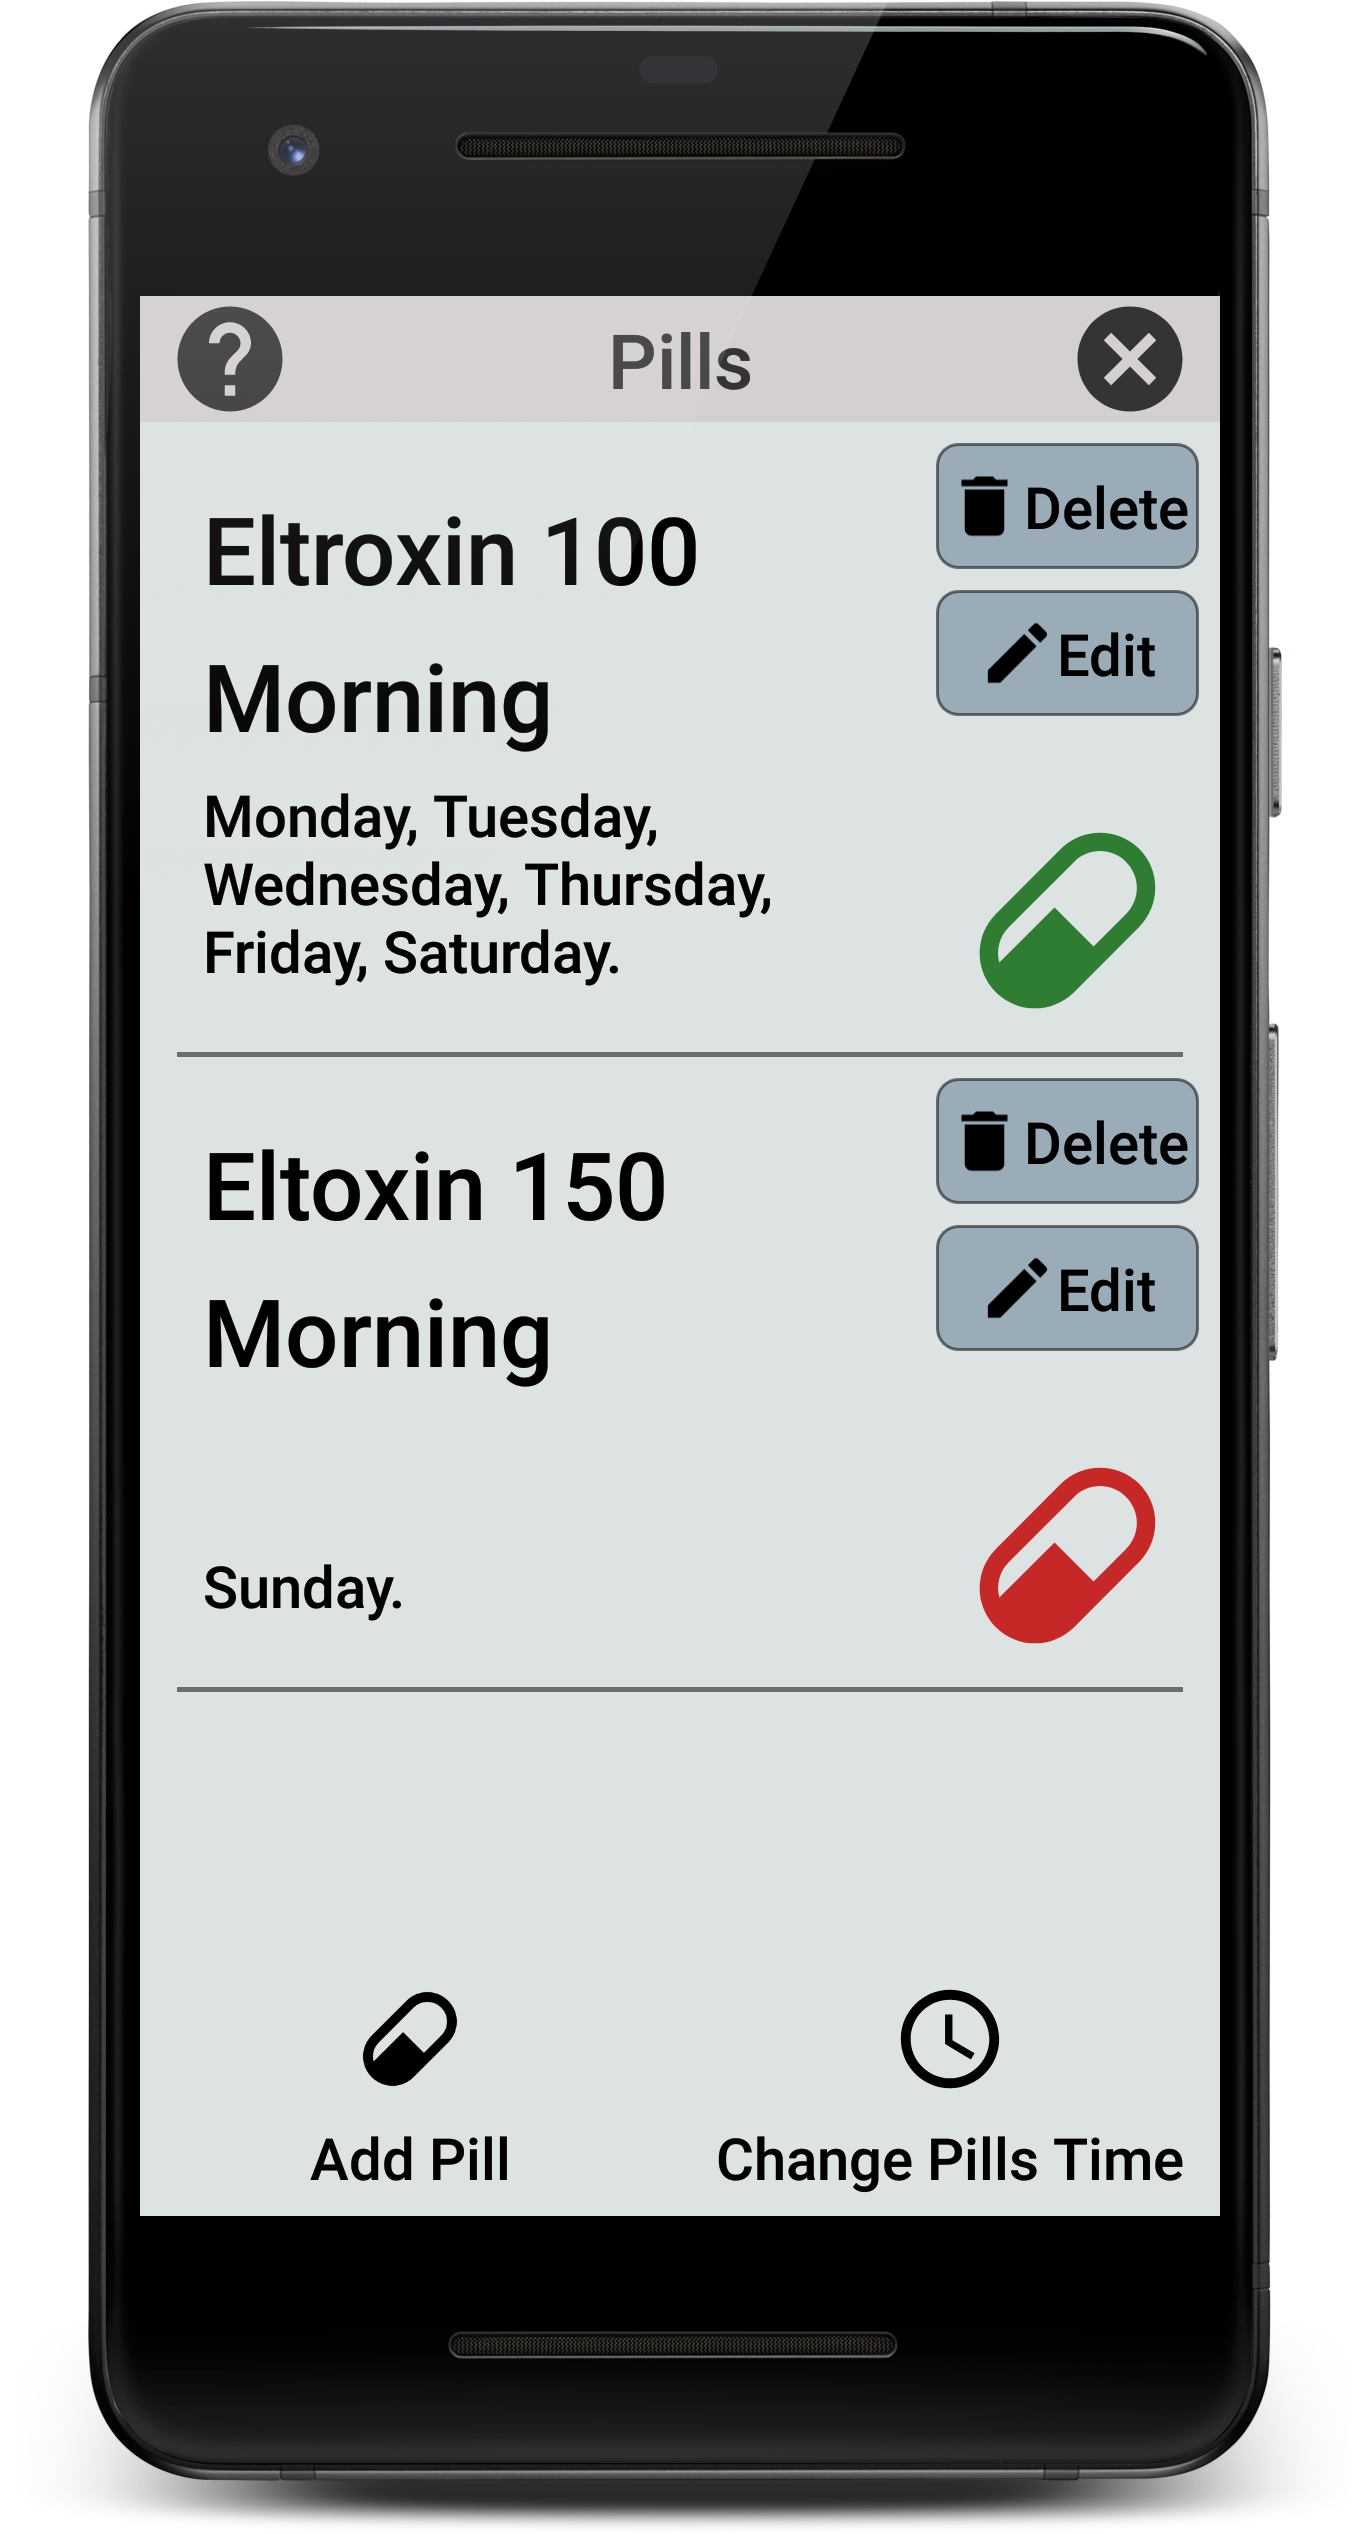 Pills
Delete
Eltroxin 100
Edit
Morning
Monday, Tuesday,
Wednesday, Thursday,
Friday, Saturday.
Delete
Eltoxin 150
Edit
Morning
Sunday.
Add Pill
Change Pills Time